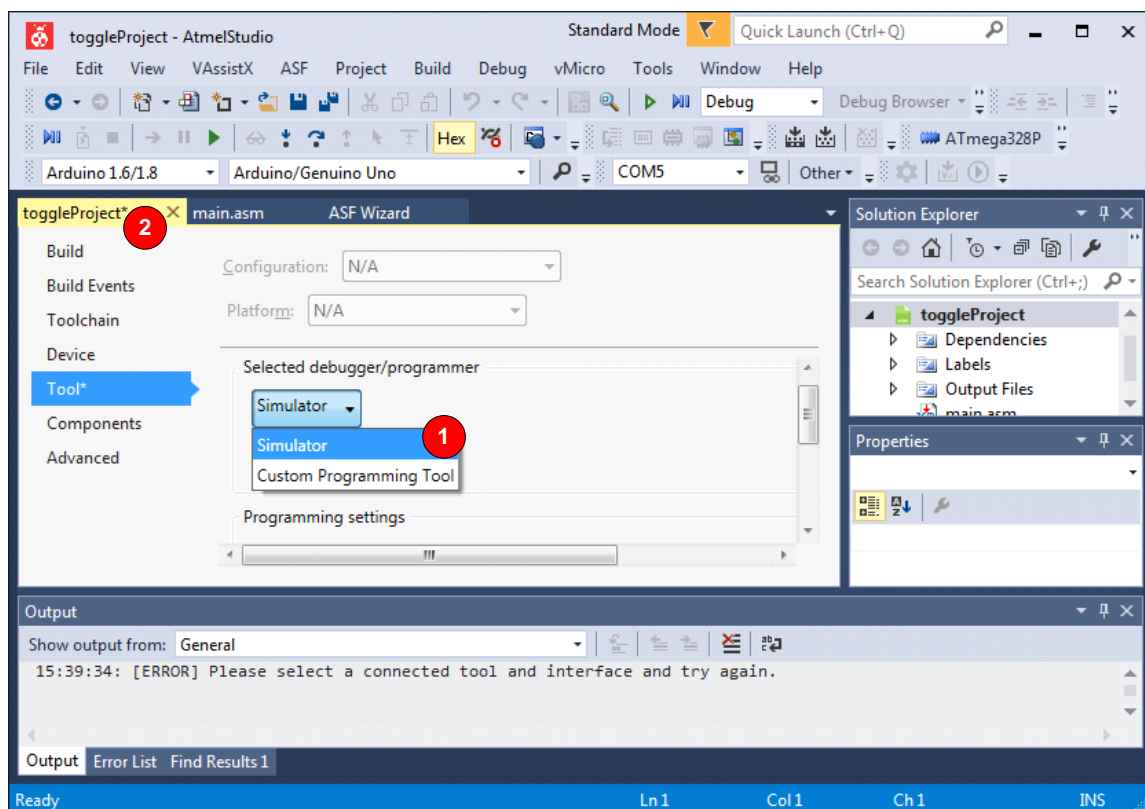 toggleProject - AtmelStudio
Standard Mode
Quick Launch (Ctrl+Q)
File Edit View VAssistX ASF Project Build Debug vMicro Tools Window Help
Debug
Debug Browser
Hex
ATmega328P
Arduino 1.6/1.8
Arduino/Genuino Uno
COM5
Other
toggleProject*
2
main.asm
ASF Wizard
Build
Build Events
Toolchain
Device
Tool*
Components
Advanced
Configuration: N/A
Platform: N/A
Selected debugger/programmer
Simulator
Simulator
1
Custom Programming Tool
Programming settings
Solution Explorer
Search Solution Explorer (Ctrl+;)
toggleProject
Dependencies
Labels
Output Files
main.asm
Properties
Output
Show output from: General
15:39:34: [ERROR] Please select a connected tool and interface and try again.
Output Error List Find Results 1
Ready Ln 1 Col 1 Ch 1 INS